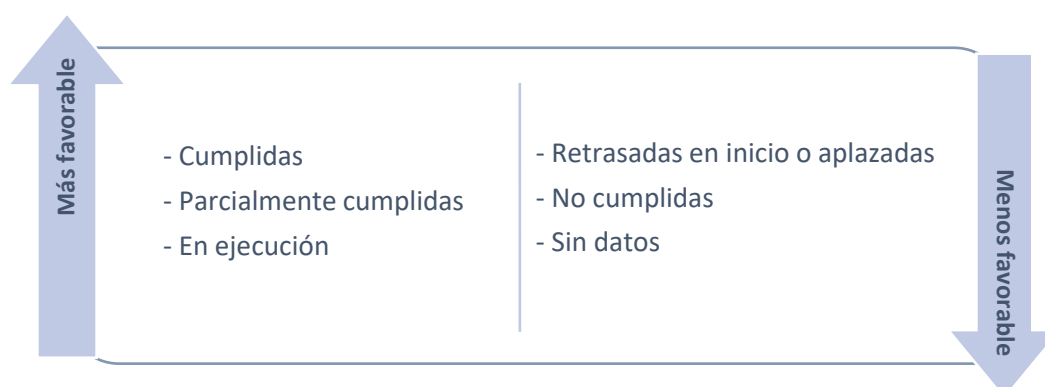 Más favorable
- Cumplidas
- Parcialmente cumplidas
- En ejecución
- Retrasadas en inicio o aplazadas
- No cumplidas
- Sin datos
Menos favorable